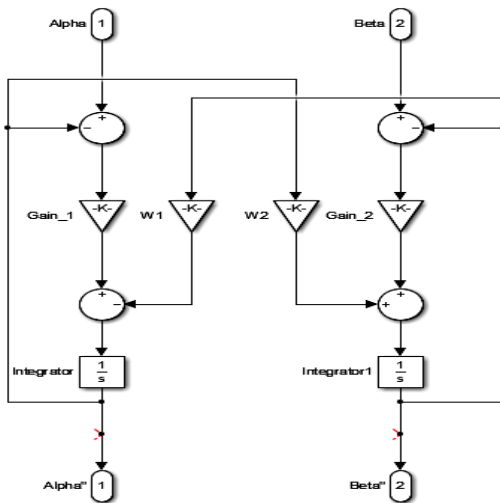 Alpha 1
Beta 2
+
−
+
−
-K-
-K-
-K-
-K-
Gain_1
W1
W2
Gain_2
+
−
+
+
Integrator
1
s
Integrator1
1
s
1
Alpha"
2
Beta"